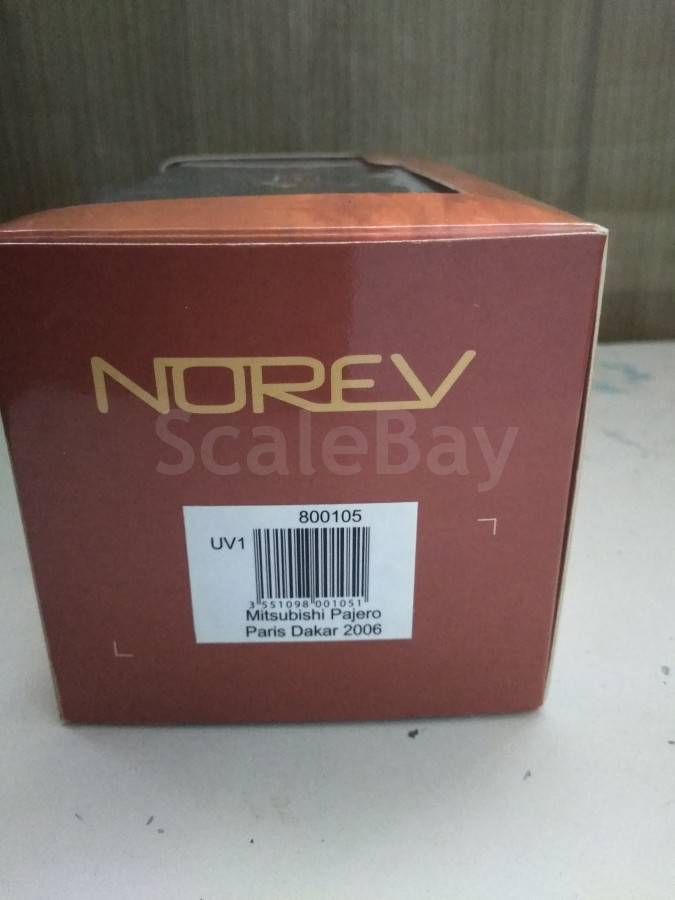 NOREV
ScaleBay
800105
UV1
3 551098 001051
Mitsubishi Pajero
Paris Dakar 2006